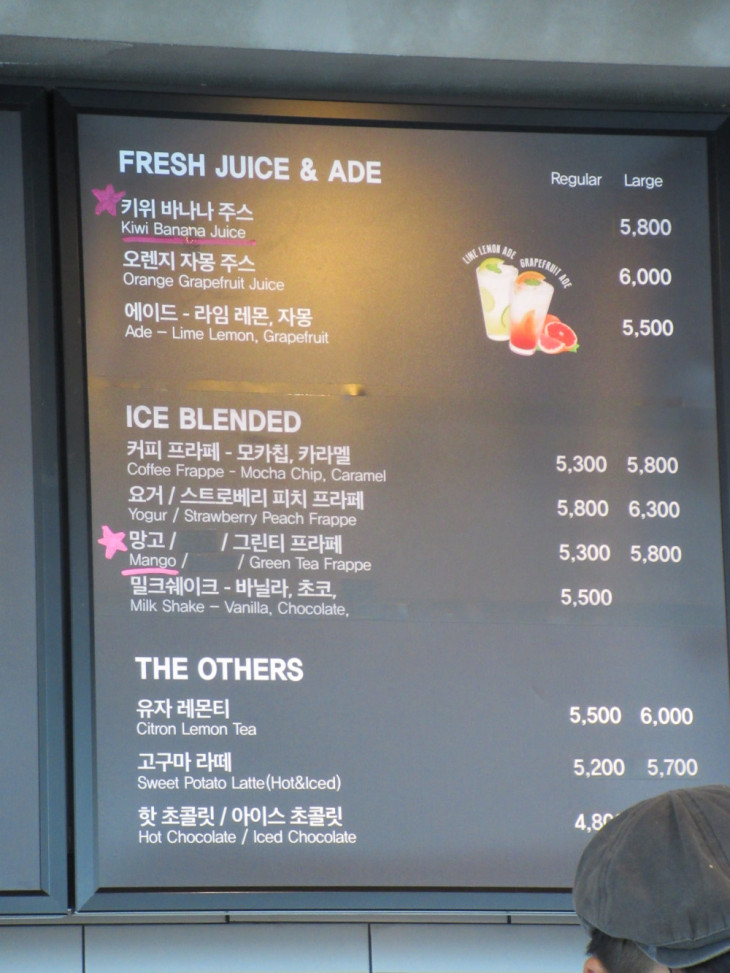 FRESH JUICE & ADE
Regular Large
키위 바나나 주스
Kiwi Banana Juice
5,800
오렌지 자몽 주스
Orange Grapefruit Juice
6,000
LIME LEMON ADE
GRAPEFRUIT ADE
에이드 - 라임 레몬, 자몽
Ade – Lime Lemon, Grapefruit
5,500
ICE BLENDED
커피 프라페 - 모카칩, 카라멜
Coffee Frappe - Mocha Chip, Caramel
5,300 5,800
요거 / 스트로베리 피치 프라페
Yogur / Strawberry Peach Frappe
5,800 6,300
망고 / / 그린티 프라페
Mango / / Green Tea Frappe
5,300 5,800
밀크쉐이크 - 바닐라, 초코,
Milk Shake – Vanilla, Chocolate,
5,500
THE OTHERS
유자 레몬티
Citron Lemon Tea
5,500 6,000
고구마 라떼
Sweet Potato Latte(Hot&Iced)
5,200 5,700
핫 초콜릿 / 아이스 초콜릿
Hot Chocolate / Iced Chocolate